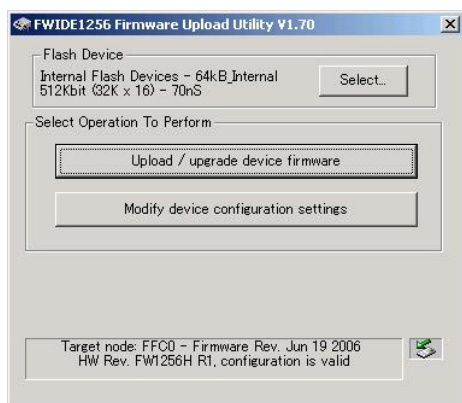 FWIDE1256 Firmware Upload Utility V1.70
Flash Device
Internal Flash Devices - 64kB_Internal
512Kbit (32K x 16) - 70nS
Select...
Select Operation To Perform
Upload / upgrade device firmware
Modify device configuration settings
Target node: FFC0 - Firmware Rev. Jun 19 2006
HW Rev. FW1256H R1, configuration is valid